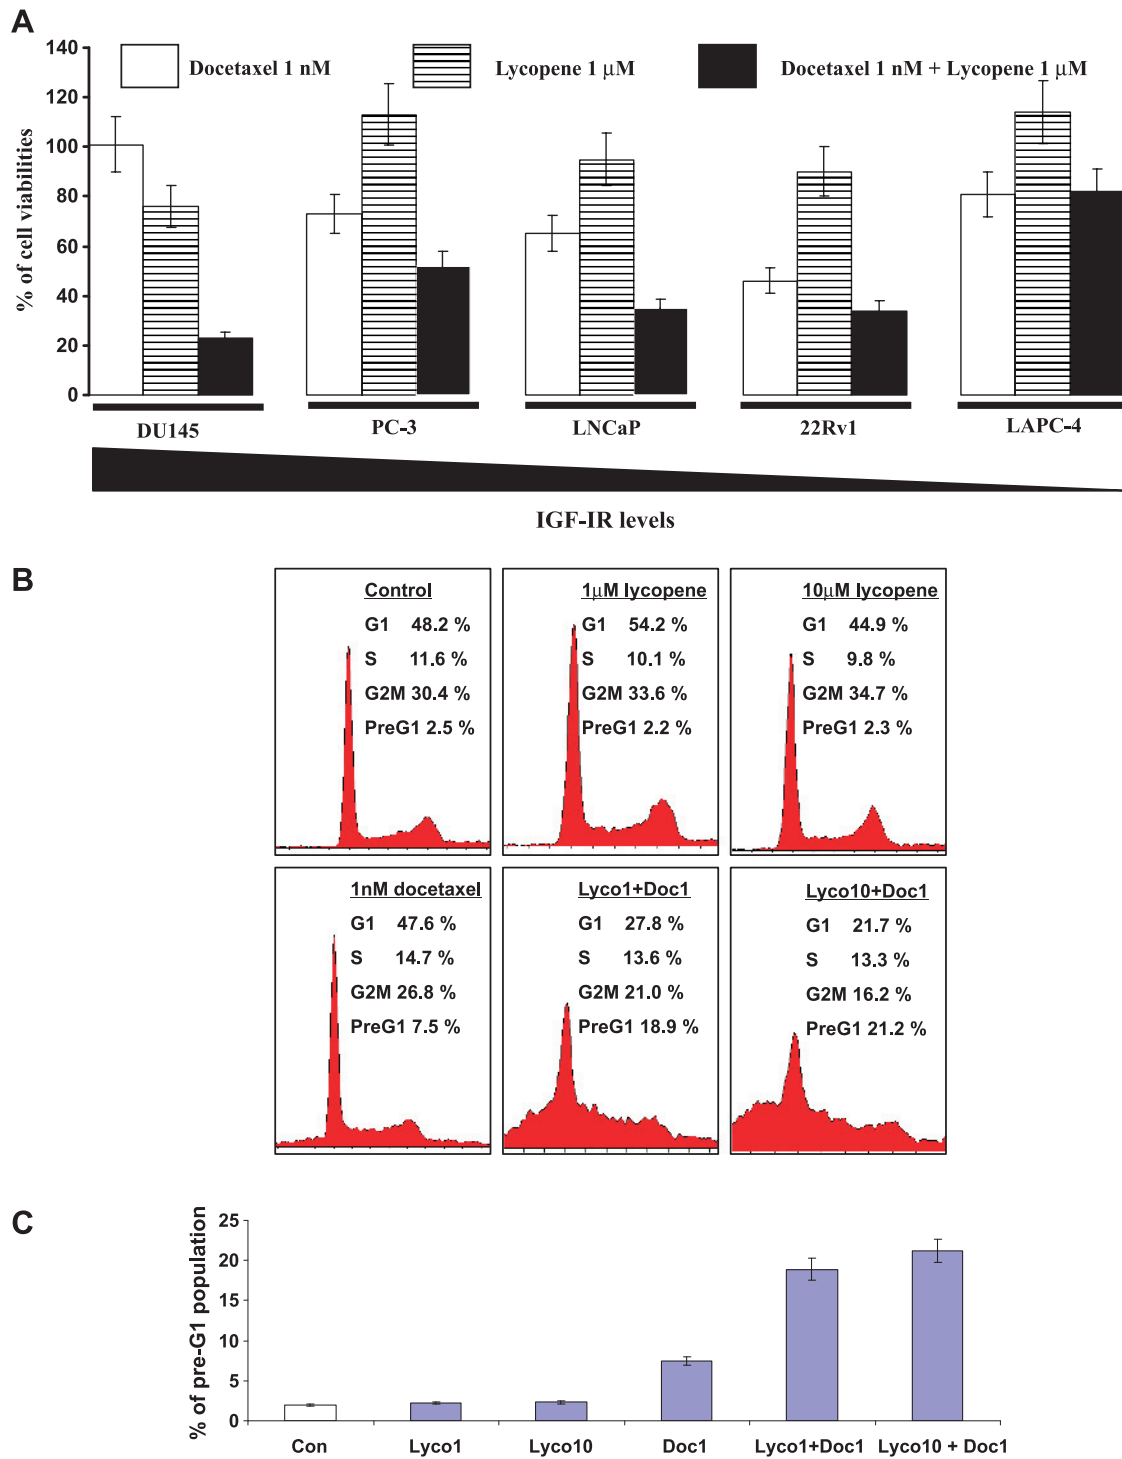 A
Docetaxel 1 nM
Lycopene 1 μM
Docetaxel 1 nM + Lycopene 1 μM
% of cell viabilities
140
120
100
80
60
40
20
0
DU145 PC-3 LNCaP 22Rv1 LAPC-4
IGF-IR levels
B
Control
G1 48.2 %
S 11.6 %
G2M 30.4 %
PreG1 2.5 %
1μM lycopene
G1 54.2 %
S 10.1 %
G2M 33.6 %
PreG1 2.2 %
10μM lycopene
G1 44.9 %
S 9.8 %
G2M 34.7 %
PreG1 2.3 %
1nM docetaxel
G1 47.6 %
S 14.7 %
G2M 26.8 %
PreG1 7.5 %
Lyco1+Doc1
G1 27.8 %
S 13.6 %
G2M 21.0 %
PreG1 18.9 %
Lyco10+Doc1
G1 21.7 %
S 13.3 %
G2M 16.2 %
PreG1 21.2 %
C
% of pre-G1 population
25
20
15
10
5
0
Con Lyco1 Lyco10 Doc1 Lyco1+Doc1 Lyco10 + Doc1